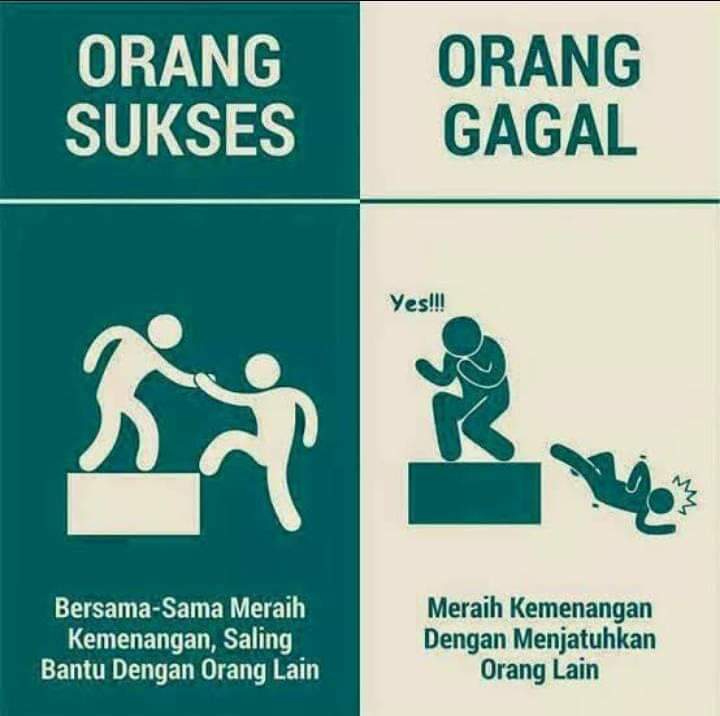 ORANG
SUKSES
Bersama-Sama Meraih
Kemenangan, Saling
Bantu Dengan Orang Lain
ORANG
GAGAL
Yes!!!
Meraih Kemenangan
Dengan Menjatuhkan
Orang Lain